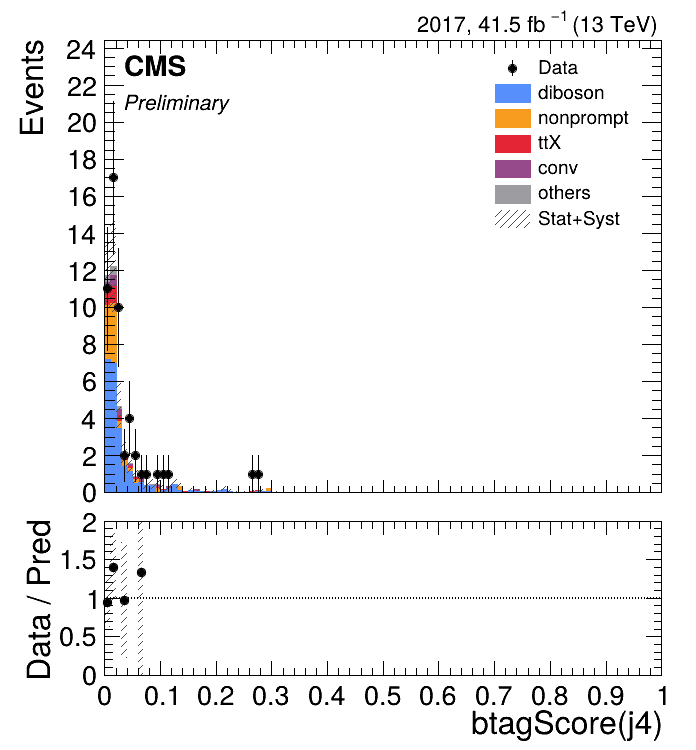 2017, 41.5 fb⁻¹ (13 TeV)
CMS
Preliminary
Events
24
22
20
18
16
14
12
10
8
6
4
2
0
Data
diboson
nonprompt
ttX
conv
others
Stat+Syst
Data / Pred
2
1.5
1
0.5
0
0 0.1 0.2 0.3 0.4 0.5 0.6 0.7 0.8 0.9 1
btagScore(j4)